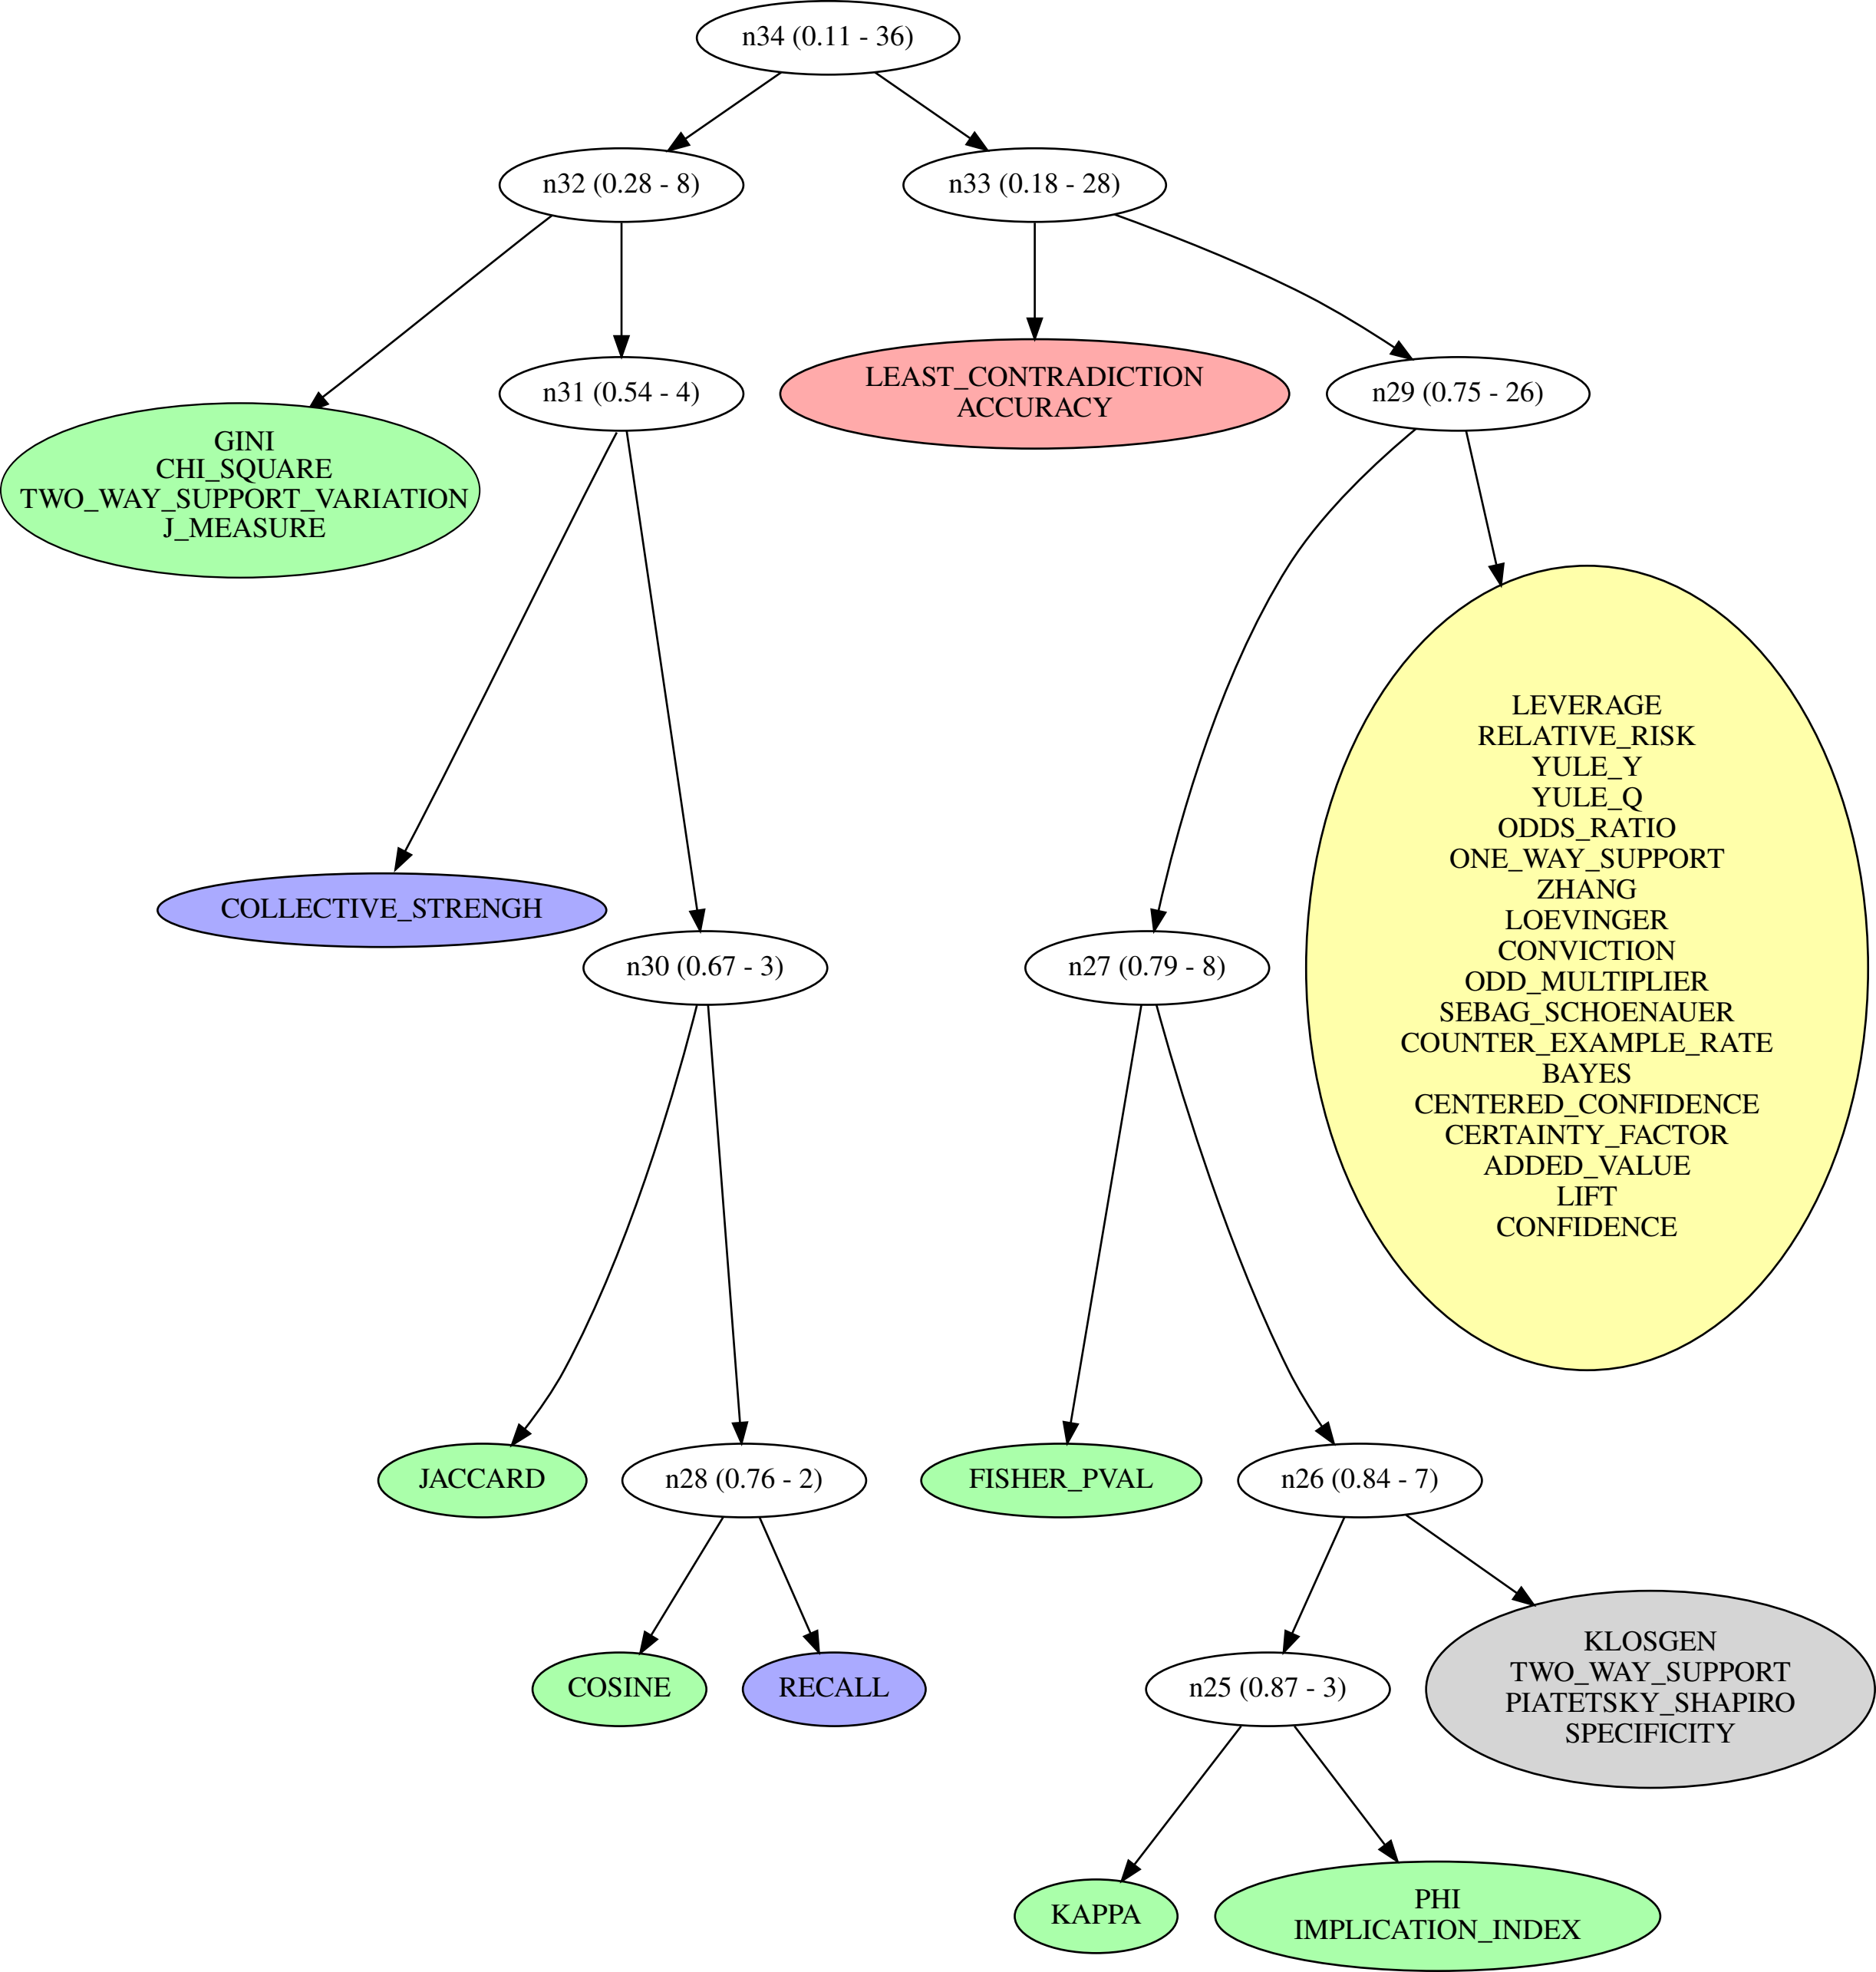 n34 (0.11 - 36)
n32 (0.28 - 8)
n33 (0.18 - 28)
n31 (0.54 - 4)
LEAST_CONTRADICTION
ACCURACY
n29 (0.75 - 26)
GINI
CHI_SQUARE
TWO_WAY_SUPPORT_VARIATION
J_MEASURE
LEVERAGE
RELATIVE_RISK
YULE_Y
YULE_Q
ODDS_RATIO
ONE_WAY_SUPPORT
ZHANG
LOEVINGER
CONVICTION
ODD_MULTIPLIER
SEBAG_SCHOENAUER
COUNTER_EXAMPLE_RATE
BAYES
CENTERED_CONFIDENCE
CERTAINTY_FACTOR
ADDED_VALUE
LIFT
CONFIDENCE
COLLECTIVE_STRENGH
n30 (0.67 - 3)
n27 (0.79 - 8)
JACCARD
n28 (0.76 - 2)
FISHER_PVAL
n26 (0.84 - 7)
COSINE
RECALL
n25 (0.87 - 3)
KLOSGEN
TWO_WAY_SUPPORT
PIATETSKY_SHAPIRO
SPECIFICITY
KAPPA
PHI
IMPLICATION_INDEX